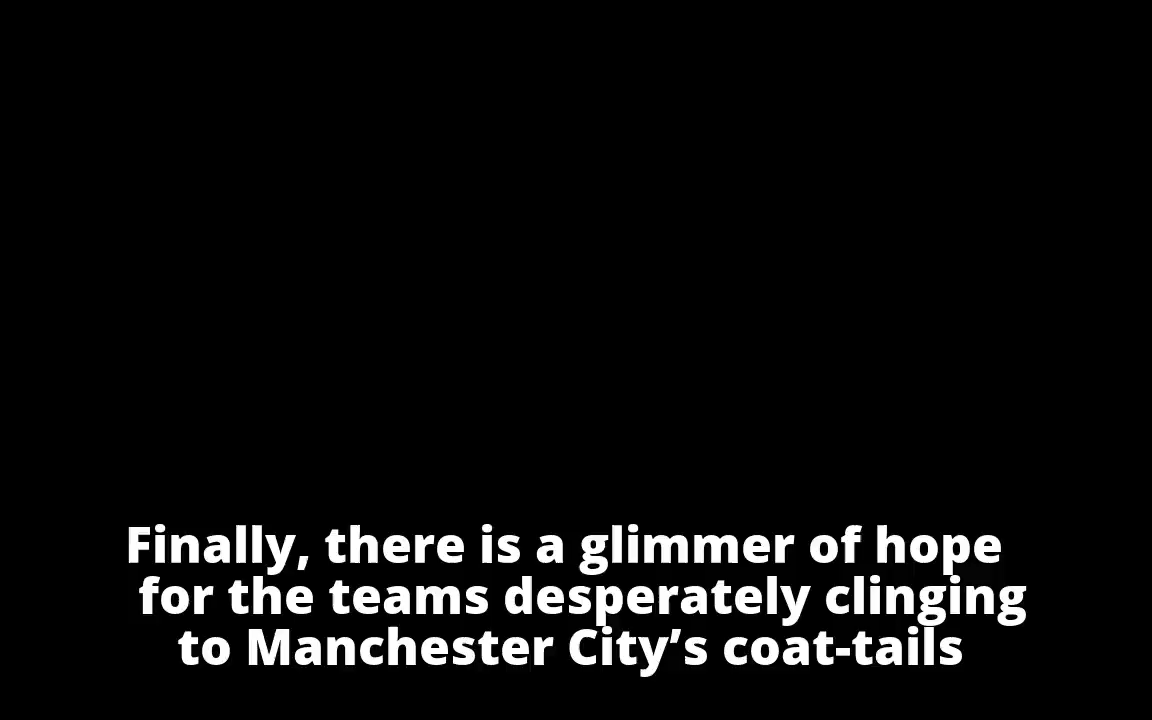 Finally, there is a glimmer of hope
for the teams desperately clinging
to Manchester City’s coat-tails